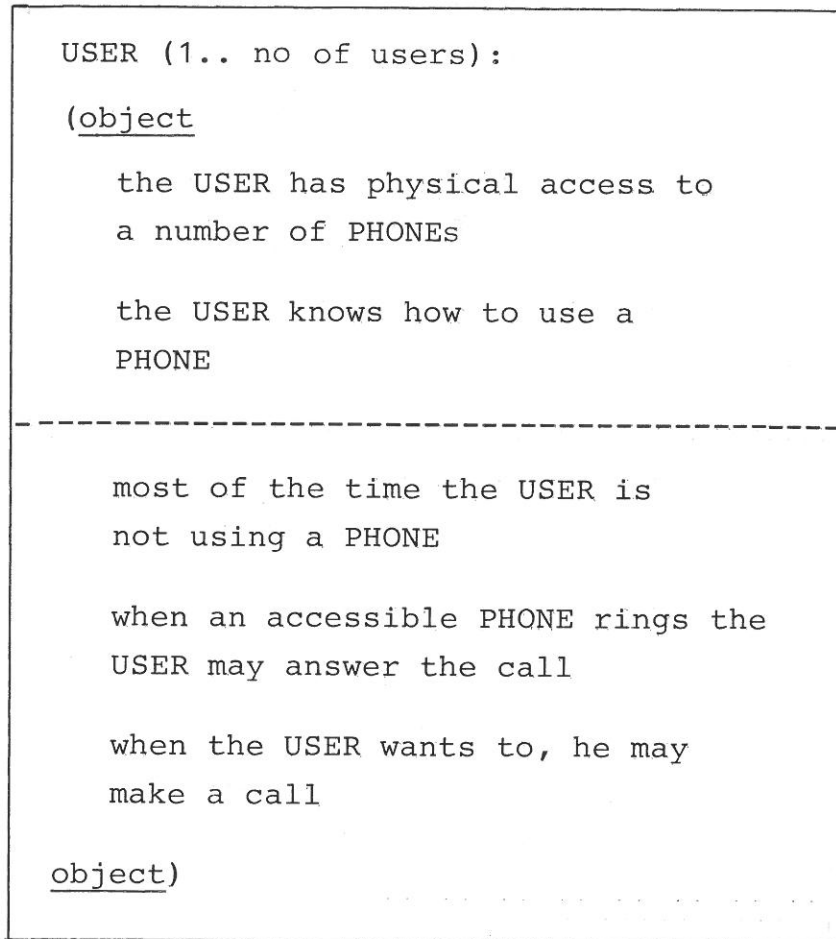 USER (1.. no of users):
(object
the USER has physical access to
a number of PHONEs
the USER knows how to use a
PHONE
most of the time the USER is
not using a PHONE
when an accessible PHONE rings the
USER may answer the call
when the USER wants to, he may
make a call
object)